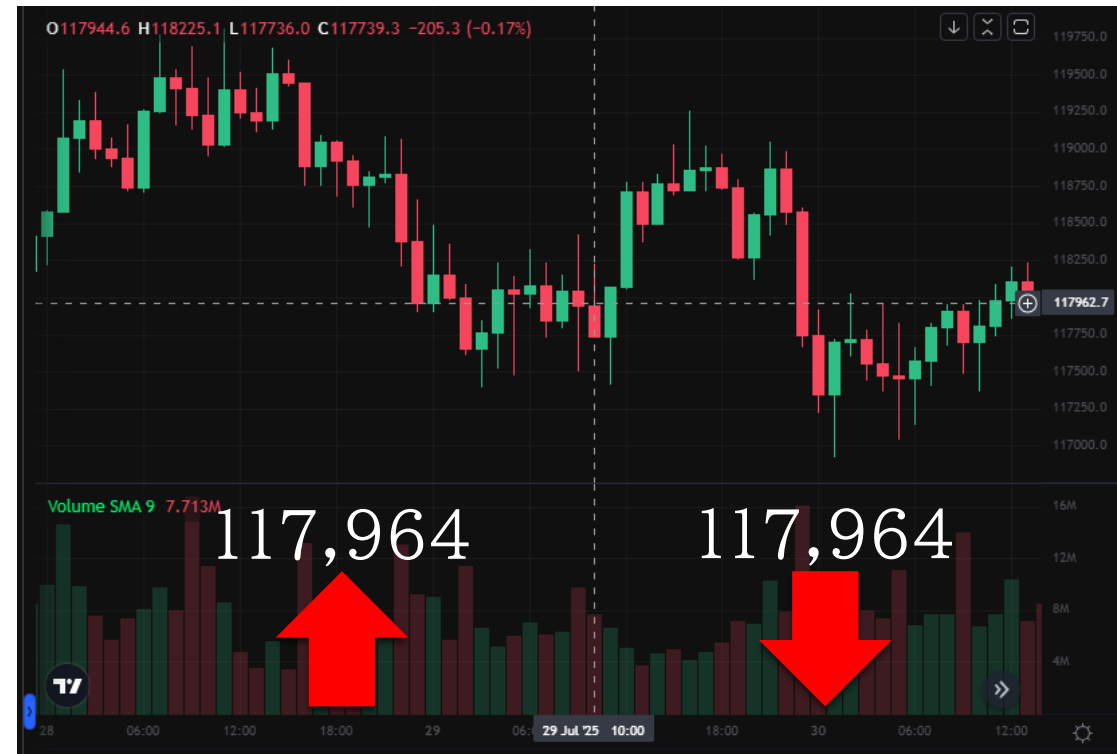 O117944.6 H118225.1 L117736.0 C117739.3 −205.3 (−0.17%)
119750.0
119500.0
119250.0
119000.0
118750.0
118500.0
118250.0
117962.7
117750.0
117500.0
117250.0
117000.0
Volume SMA 9 7.713M
16M
117,964 117,964
12M
8M
4M
28 06:00 12:00 18:00 29 06: 29 Jul '25 10:00 18:00 30 06:00 12:00